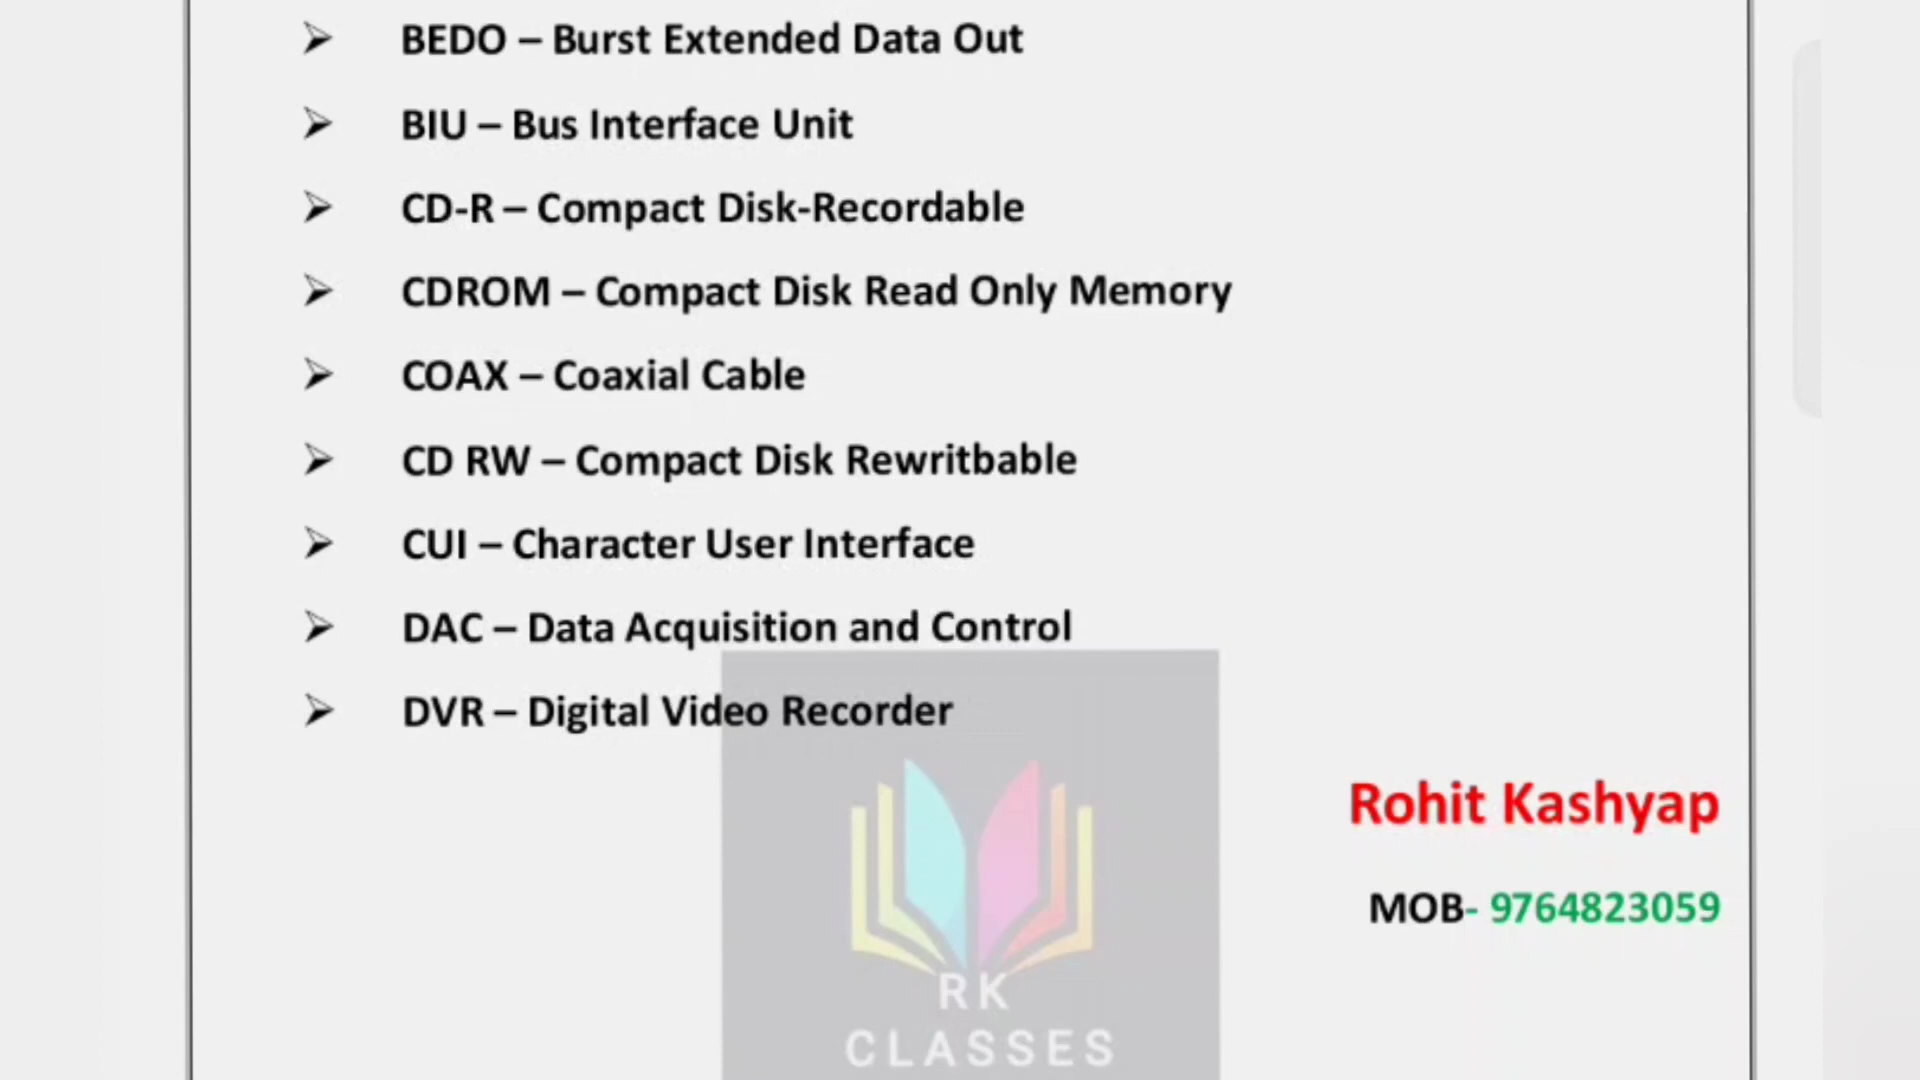 ➢ BEDO – Burst Extended Data Out
➢ BIU – Bus Interface Unit
➢ CD-R – Compact Disk-Recordable
➢ CDROM – Compact Disk Read Only Memory
➢ COAX – Coaxial Cable
➢ CD RW – Compact Disk Rewritbable
➢ CUI – Character User Interface
➢ DAC – Data Acquisition and Control
➢ DVR – Digital Video Recorder
Rohit Kashyap
MOB- 9764823059
RK
CLASSES